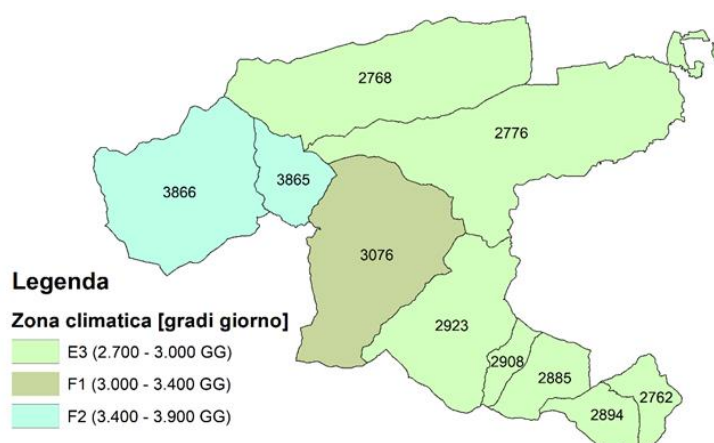 2768
2776
3866
3865
3076
2923
2908
2885
2762
2894
Legenda
Zona climatica [gradi giorno]
E3 (2.700 - 3.000 GG)
F1 (3.000 - 3.400 GG)
F2 (3.400 - 3.900 GG)